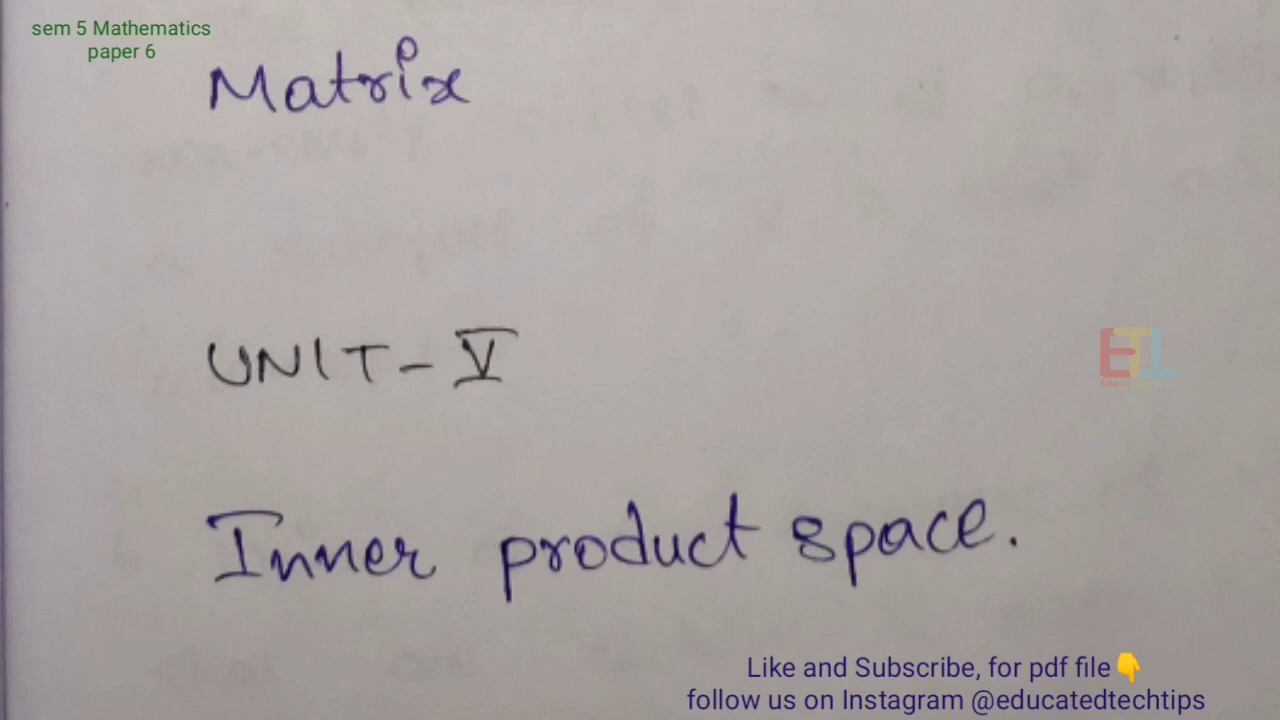 sem 5 Mathematics
paper 6
Matrix
UNIT-V
Inner product space.
Like and Subscribe, for pdf file👇
follow us on Instagram @educatedtechtips